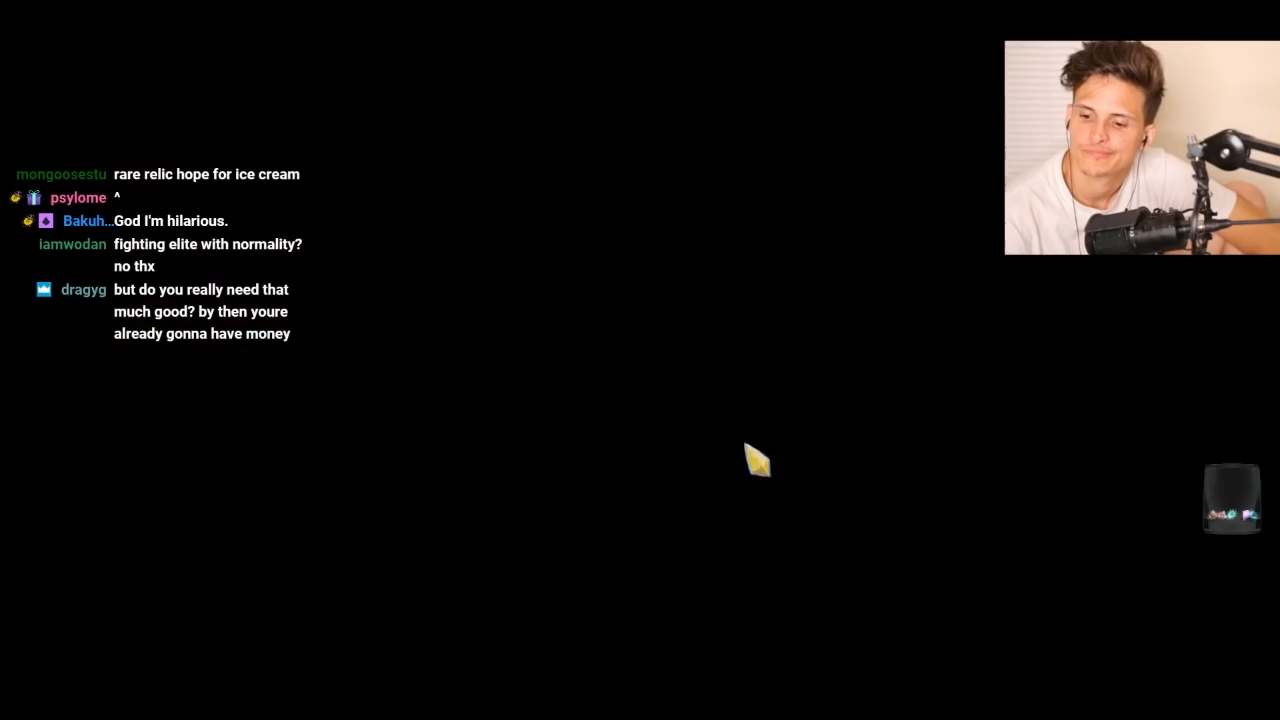 mongoosestu rare relic hope for ice cream
psylome ^
Bakuh...God I'm hilarious.
iamwodan fighting elite with normality?
no thx
dragyg but do you really need that
much good? by then youre
already gonna have money